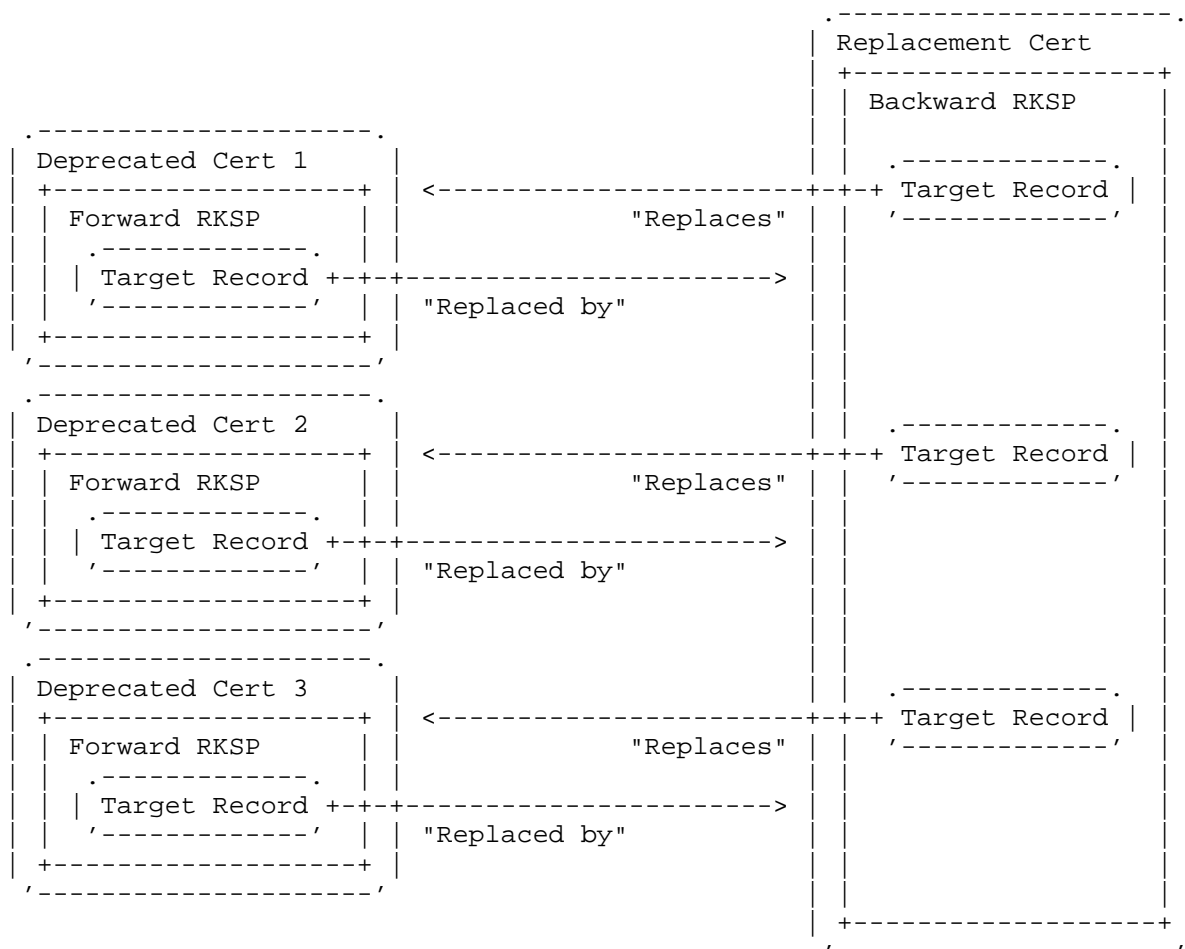 Replacement Cert
Backward RKSP
Deprecated Cert 1
Target Record
Forward RKSP
"Replaces"
Target Record
"Replaced by"
Deprecated Cert 2
Target Record
Forward RKSP
"Replaces"
Target Record
"Replaced by"
Deprecated Cert 3
Target Record
Forward RKSP
"Replaces"
Target Record
"Replaced by"